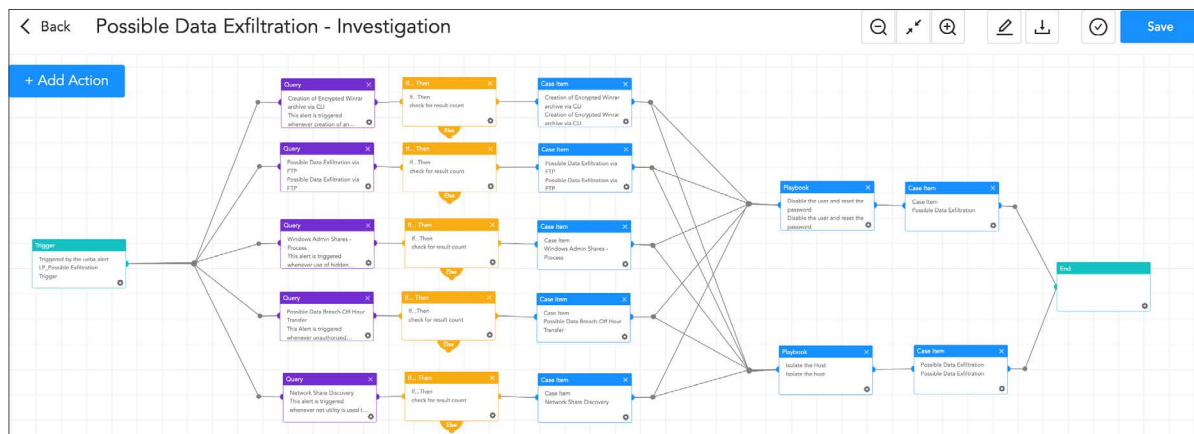 Back
Possible Data Exfiltration - Investigation
Save
+ Add Action
Query
Creation of Encrypted Winrar
archive via CLI
This alert is triggered
whenever creation of an...
If... Then
If...Then
check for result count
Else
Case Item
Creation of Encrypted Winrar
archive via CLI
Creation of Encrypted Winrar
archive via CLI
Query
Possible Data Exfiltration via
FTP
Possible Data Exfiltration via
FTP
If... Then
If...Then
check for result count
Else
Case Item
Possible Data Exfiltration via
FTP
Possible Data Exfiltration via
FTP
Query
Windows Admin Shares -
Process
This alert is triggered
whenever use of hidden...
If... Then
If...Then
check for result count
Else
Case Item
Case Item
Windows Admin Shares -
Process
Trigger
Triggered by the ueba alert
LP_Possible Exfiltration
Trigger
Query
Possible Data Breach-Off Hour
Transfer
This Alert is triggered
whenever unauthorized...
If... Then
If...Then
check for result count
Else
Case Item
Case Item
Possible Data Breach-Off Hour
Transfer
Query
Network Share Discovery
This alert is triggered
whenever net utility is used t...
If... Then
If...Then
check for result count
Else
Case Item
Case Item
Network Share Discovery
Playbook
Disable the user and reset the
password
Disable the user and reset the
password
Case Item
Case Item
Possible Data Exfiltration
Playbook
Isolate the Host
Isolate the host
Case Item
Possible Data Exfiltration
Possible Data Exfiltration
End